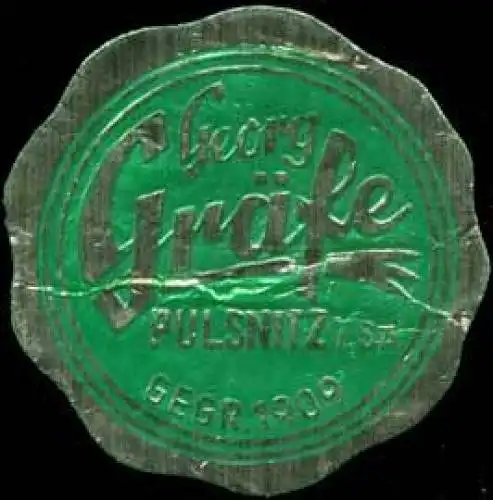 Georg
Gräfe
PULSNITZ i. Sa.
GEGR. 1909